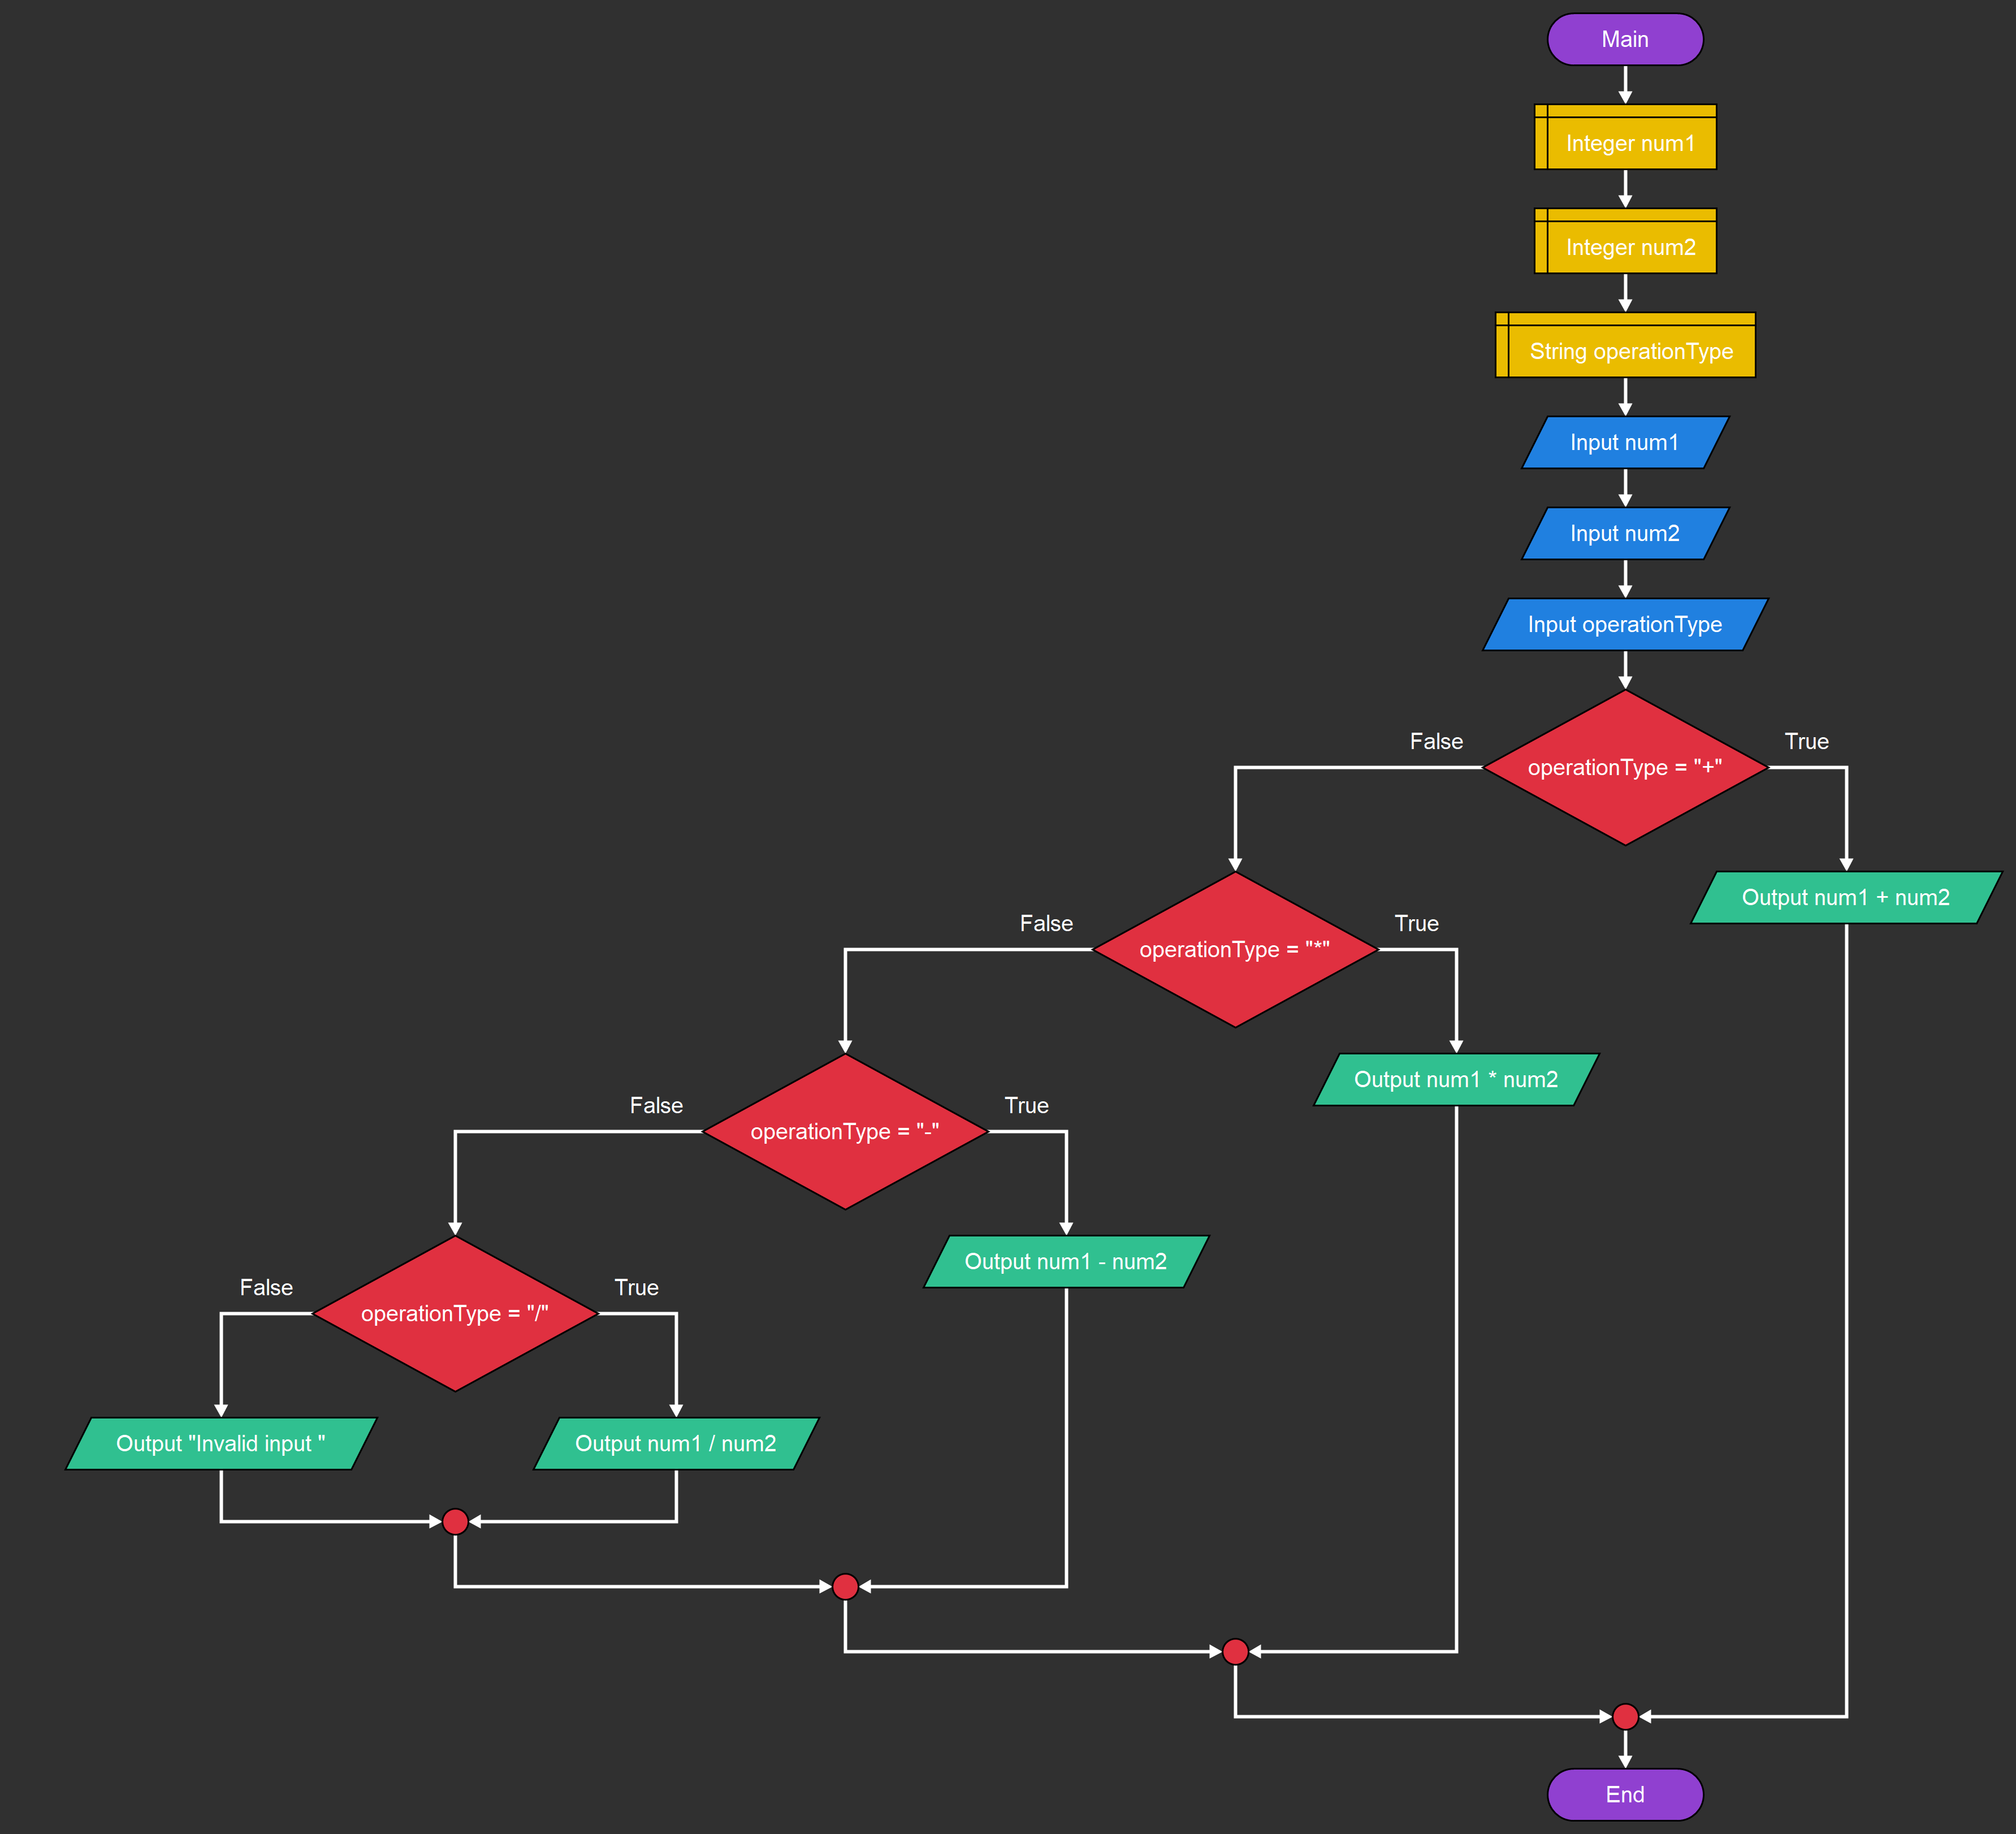 Main
Integer num1
Integer num2
String operationType
Input num1
Input num2
Input operationType
False
True
operationType = "+"
Output num1 + num2
False
True
operationType = "*"
Output num1 * num2
False
True
operationType = "-"
Output num1 - num2
False
True
operationType = "/"
Output "Invalid input "
Output num1 / num2
End